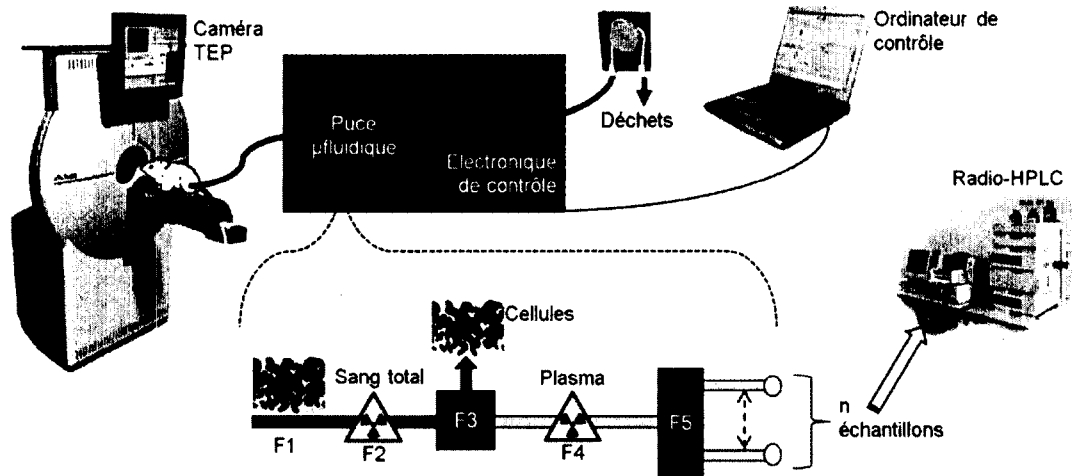 Caméra
TEP
Puce
µfluidique
Electronique
de contrôle
Déchets
Ordinateur de
contrôle
Radio-HPLC
Cellules
Sang total
Plasma
F1
F2
F3
F4
F5
n
échantillons